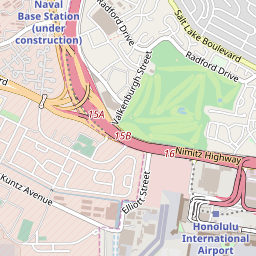 Naval
Base Station
(under
construction)
Radford Drive
Salt Lake Boulevard
Radford Drive
Valkenburgh Street
15A
15B
16
Nimitz Highway
Kuntz Avenue
Elliott Street
Honolulu
International
Airport